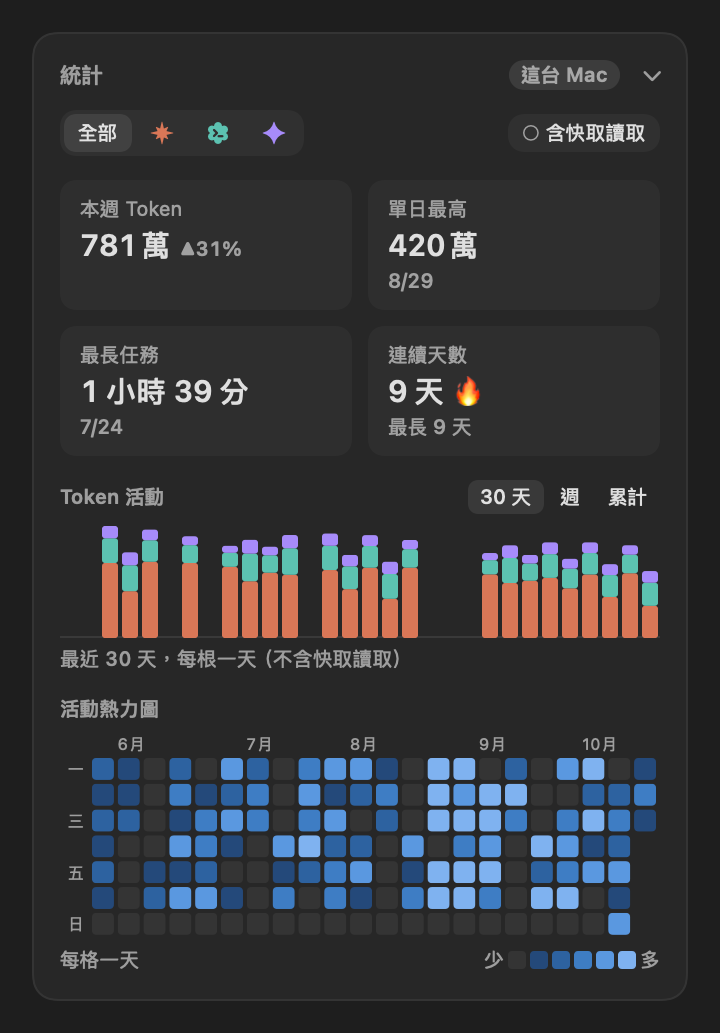 統計
這台 Mac
全部
含快取讀取
本週 Token
781 萬 ▲31%
單日最高
420 萬
8/29
最長任務
1 小時 39 分
7/24
連續天數
9 天 🔥
最長 9 天
Token 活動
30 天 週 累計
最近 30 天，每根一天 (不含快取讀取)
活動熱力圖
6月 7月 8月 9月 10月
一
三
五
日
每格一天
少 多